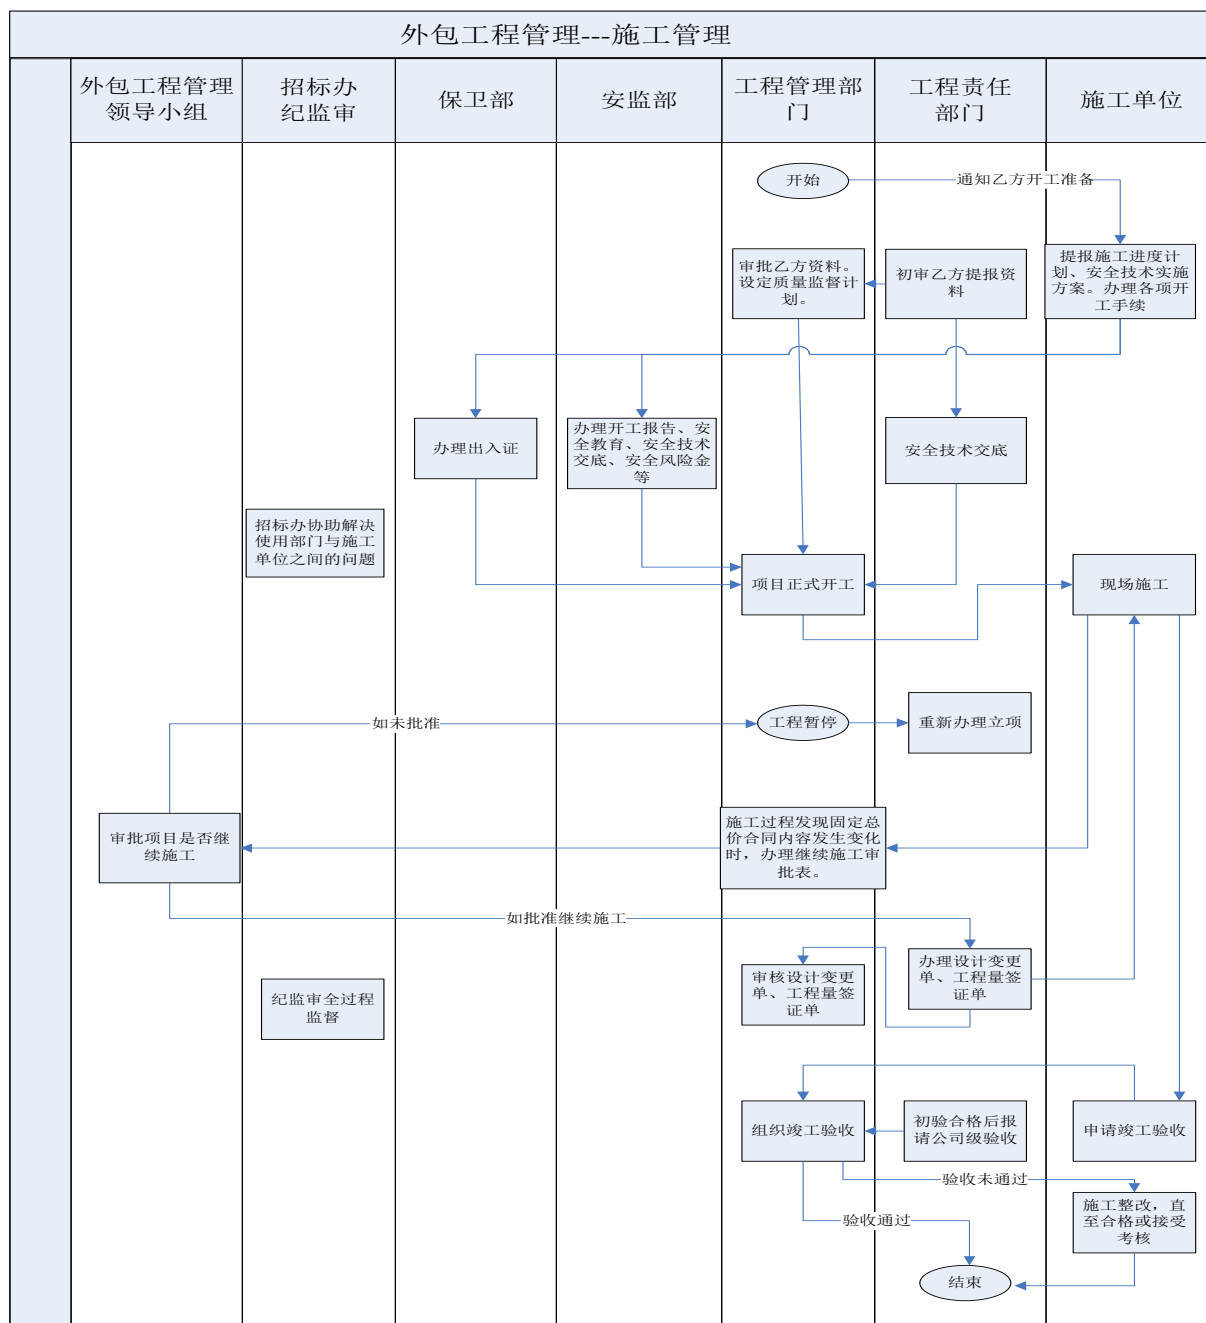 外包工程管理---施工管理
外包工程管理
领导小组
招标办
纪监审
保卫部
安监部
工程管理部
门
工程责任
部门
施工单位
开始
通知乙方开工准备
审批乙方资料。
设定质量监督计
划。
初审乙方提报资
料
提报施工进度计
划、安全技术实施
方案。办理各项开
工手续
办理出入证
办理开工报告、安
全教育、安全技术
交底、安全风险金
等
安全技术交底
招标办协助解决
使用部门与施工
单位之间的问题
项目正式开工
现场施工
如未批准
工程暂停
重新办理立项
审批项目是否继
续施工
施工过程发现固定总
价合同内容发生变化
时，办理继续施工审
批表。
如批准继续施工
审核设计变更
单、工程量签
证单
办理设计变更
单、工程量签
证单
纪监审全过程
监督
组织竣工验收
初验合格后报
请公司级验收
申请竣工验收
验收未通过
验收通过
施工整改，直
至合格或接受
考核
结束